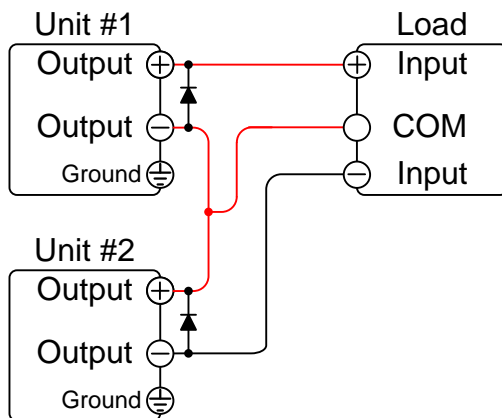 Unit #1
Output
Output
Ground
Load
Input
COM
Input
Unit #2
Output
Output
Ground